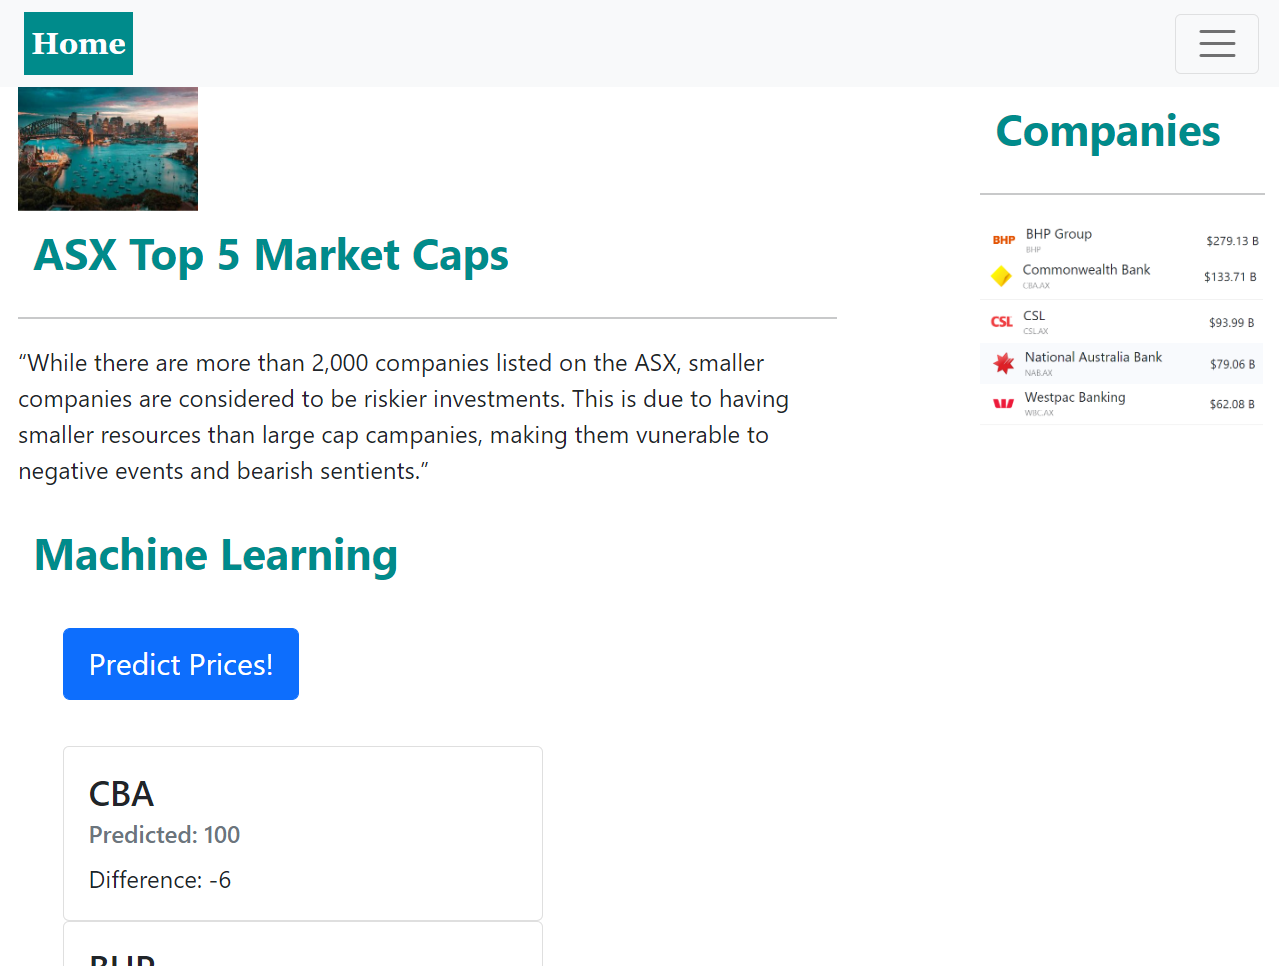 Home
ASX Top 5 Market Caps
“While there are more than 2,000 companies listed on the ASX, smaller
companies are considered to be riskier investments. This is due to having
smaller resources than large cap campanies, making them vunerable to
negative events and bearish sentients.”
Machine Learning
Predict Prices!
CBA
Predicted: 100
Difference: -6
BHP
Companies
BHP BHP Group $279.13 B
BHP
Commonwealth Bank $133.71 B
CBA.AX
CSL CSL $93.99 B
CSL.AX
National Australia Bank $79.06 B
NAB.AX
Westpac Banking $62.08 B
WBC.AX